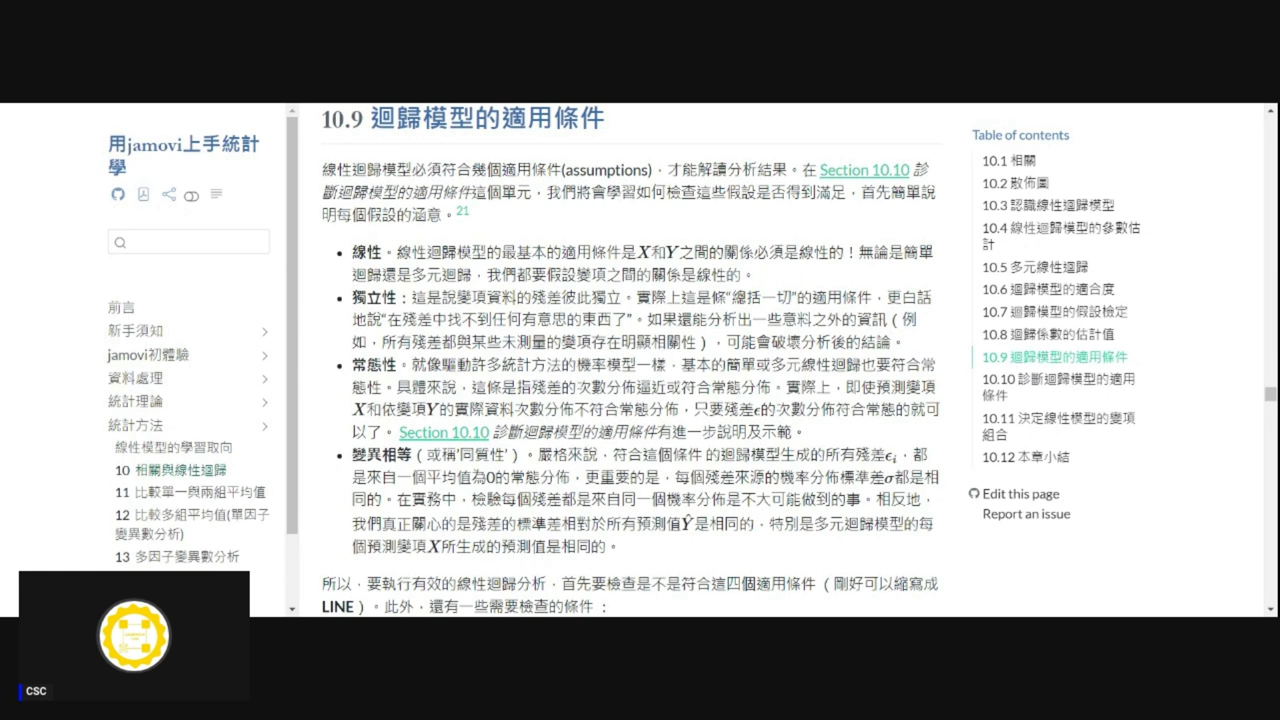 用jamovi上手統計
學
前言
新手須知
jamovi初體驗
資料處理
統計理論
統計方法
線性模型的學習取向
10 相關與線性迴歸
11 比較單一與兩組平均值
12 比較多組平均值(單因子
變異數分析)
13 多因子變異數分析
10.9 迴歸模型的適用條件
線性迴歸模型必須符合幾個適用條件(assumptions)，才能解讀分析結果。在 Section 10.10 診
斷迴歸模型的適用條件這個單元，我們將會學習如何檢查這些假設是否得到滿足，首先簡單說
明每個假設的涵意。21
• 線性。線性迴歸模型的最基本的適用條件是X和Y之間的關係必須是線性的！無論是簡單
迴歸還是多元迴歸，我們都要假設變項之間的關係是線性的。
• 獨立性：這是說變項資料的殘差彼此獨立。實際上這是條“總括一切”的適用條件，更白話
地說“在殘差中找不到任何有意思的東西了”。如果還能分析出一些意料之外的資訊（例
如，所有殘差都與某些未測量的變項存在明顯相關性），可能會破壞分析後的結論。
• 常態性。就像驅動許多統計方法的機率模型一樣，基本的簡單或多元線性迴歸也要符合常
態性。具體來說，這條是指殘差的次數分佈逼近或符合常態分佈。實際上，即使預測變項
X和依變項Y的實際資料次數分佈不符合常態分佈，只要殘差ϵ的次數分佈符合常態的就可
以了。 Section 10.10 診斷迴歸模型的適用條件有進一步說明及示範。
• 變異相等（或稱‘同質性’）。嚴格來說，符合這個條件 的迴歸模型生成的所有殘差ϵi，都
是來自一個平均值為0的常態分佈，更重要的是，每個殘差來源的機率分佈標準差σ都是相
同的。在實務中，檢驗每個殘差都是來自同一個機率分佈是不大可能做到的事。相反地，
我們真正關心的是殘差的標準差相對於所有預測值Ŷ是相同的，特別是多元迴歸模型的每
個預測變項X所生成的預測值是相同的。
所以，要執行有效的線性迴歸分析，首先要檢查是不是符合這四個適用條件 （剛好可以縮寫成
LINE）。此外，還有一些需要檢查的條件 ：
Table of contents
10.1 相關
10.2 散佈圖
10.3 認識線性迴歸模型
10.4 線性迴歸模型的參數估
計
10.5 多元線性迴歸
10.6 迴歸模型的適合度
10.7 迴歸模型的假設檢定
10.8 迴歸係數的估計值
10.9 迴歸模型的適用條件
10.10 診斷迴歸模型的適用
條件
10.11 決定線性模型的變項
組合
10.12 本章小結
Edit this page
Report an issue
CSC